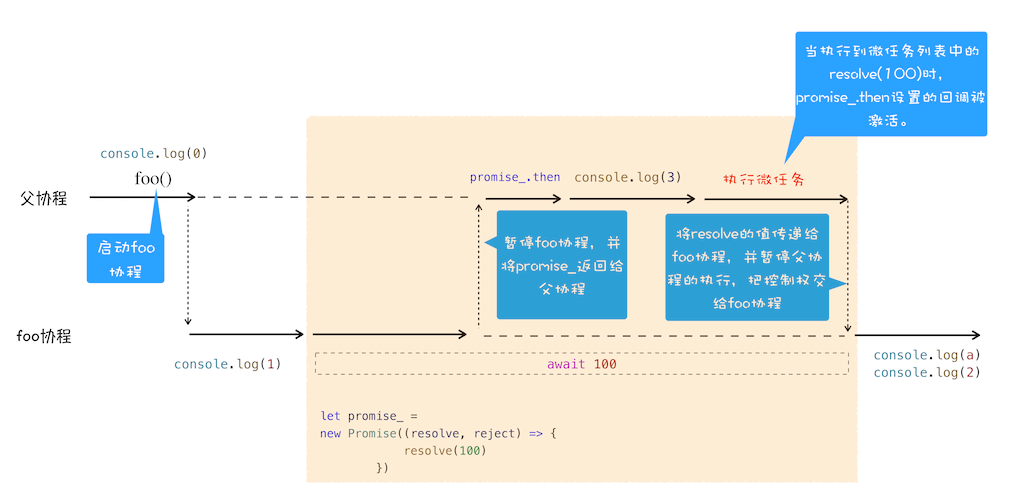 当执行到微任务列表中的
resolve(100)时，
promise_.then设置的回调被
激活。
console.log(0)
foo()
父协程
promise_.then
console.log(3)
执行微任务
启动foo
协程
暂停foo协程，并
将promise_返回给
父协程
将resolve的值传递给
foo协程，并暂停父协
程的执行，把控制权交
给foo协程
foo协程
console.log(1)
await 100
console.log(a)
console.log(2)
let promise_ =
new Promise((resolve, reject) => {
resolve(100)
})